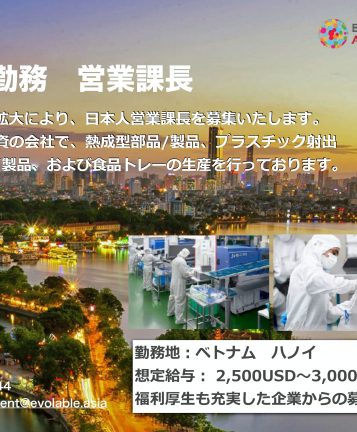 E
A
勤務　営業課長
拡大により、日本人営業課長を募集いたします。
資の会社で、熱成型部品/製品、プラスチック射出
製品、および食品トレーの生産を行っております。
勤務地：ベトナム　ハノイ
想定給与： 2,500USD～3,000
福利厚生も充実した企業からの募
44
ent@evolable.asia